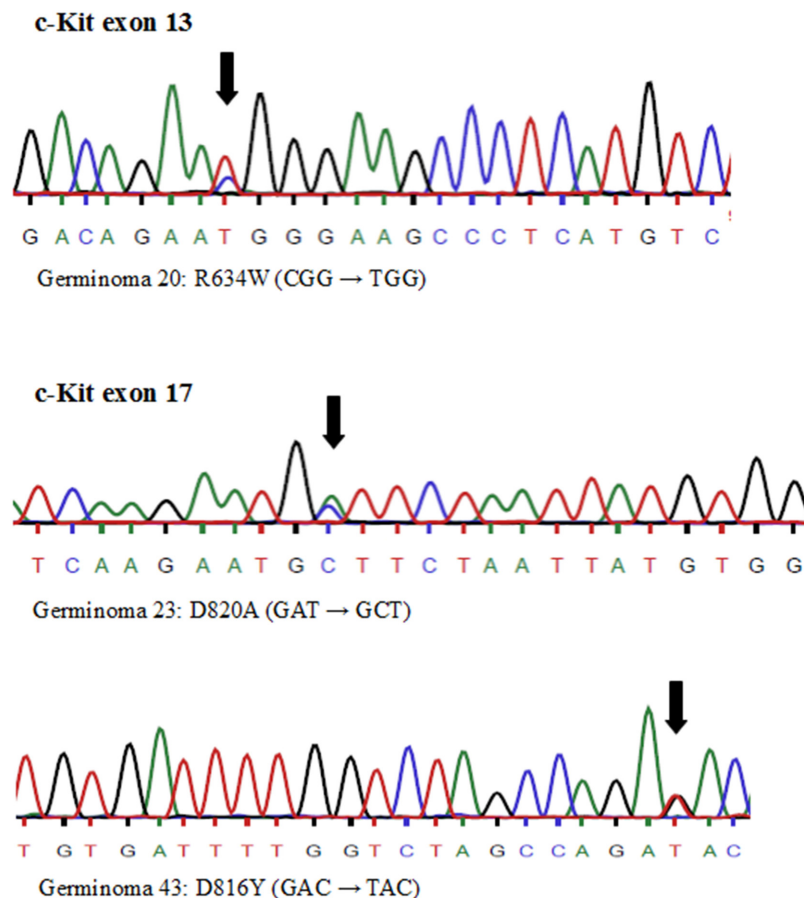 c-Kit exon 13
G A C A G A A T G G G A A G C C C T C A T G T C
Germinoma 20: R634W (CGG → TGG)
c-Kit exon 17
T C A A G A A T G C T T C T A A T T A T G T G G
Germinoma 23: D820A (GAT → GCT)
T G T G A T T T T G G T C T A G C C A G A T A C
Germinoma 43: D816Y (GAC → TAC)